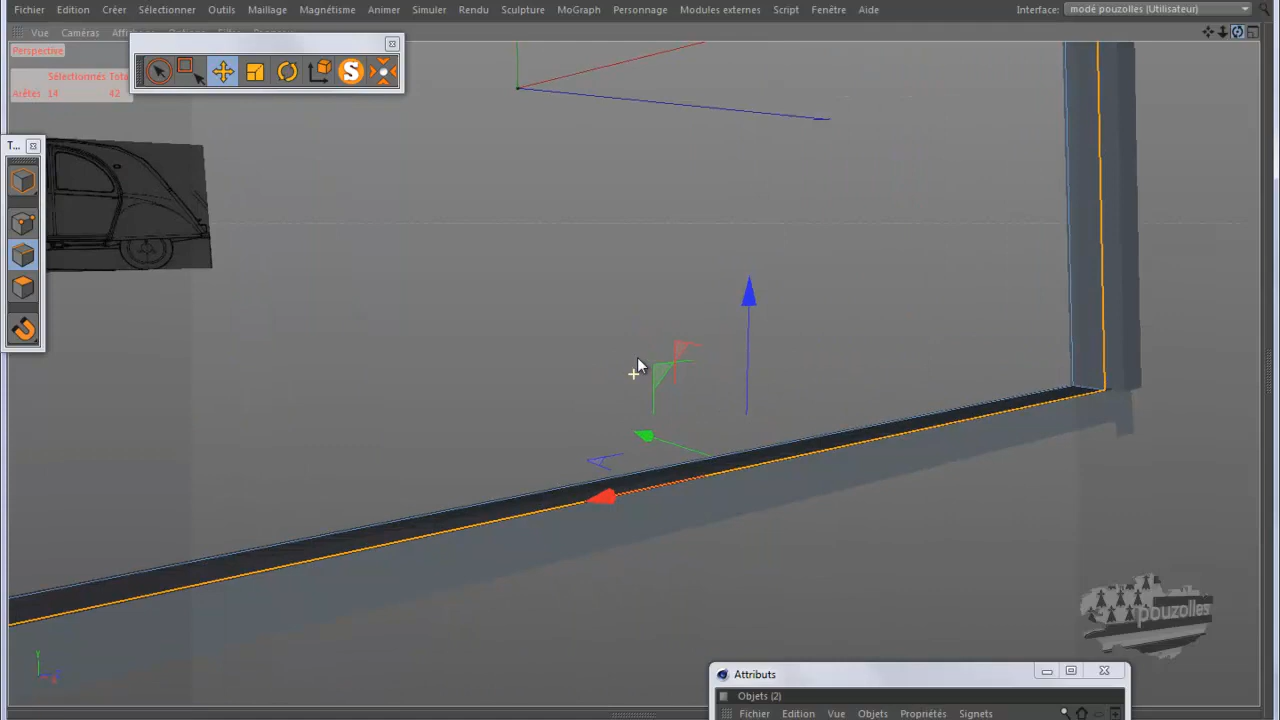 Fichier Edition Créer Sélectionner Outils Maillage Magnétisme Animer Simuler Rendu Sculpture MoGraph Personnage Modules externes Script Fenêtre Aide Interface: modé pouzolles (Utilisateur)
Vue Caméras Affichage
Perspective
Sélectionnés Tota
Arêtes 14 42
T...
S
pouzolles
Y
Attributs
Objets (2)
Fichier Edition Vue Objets Propriétés Signets